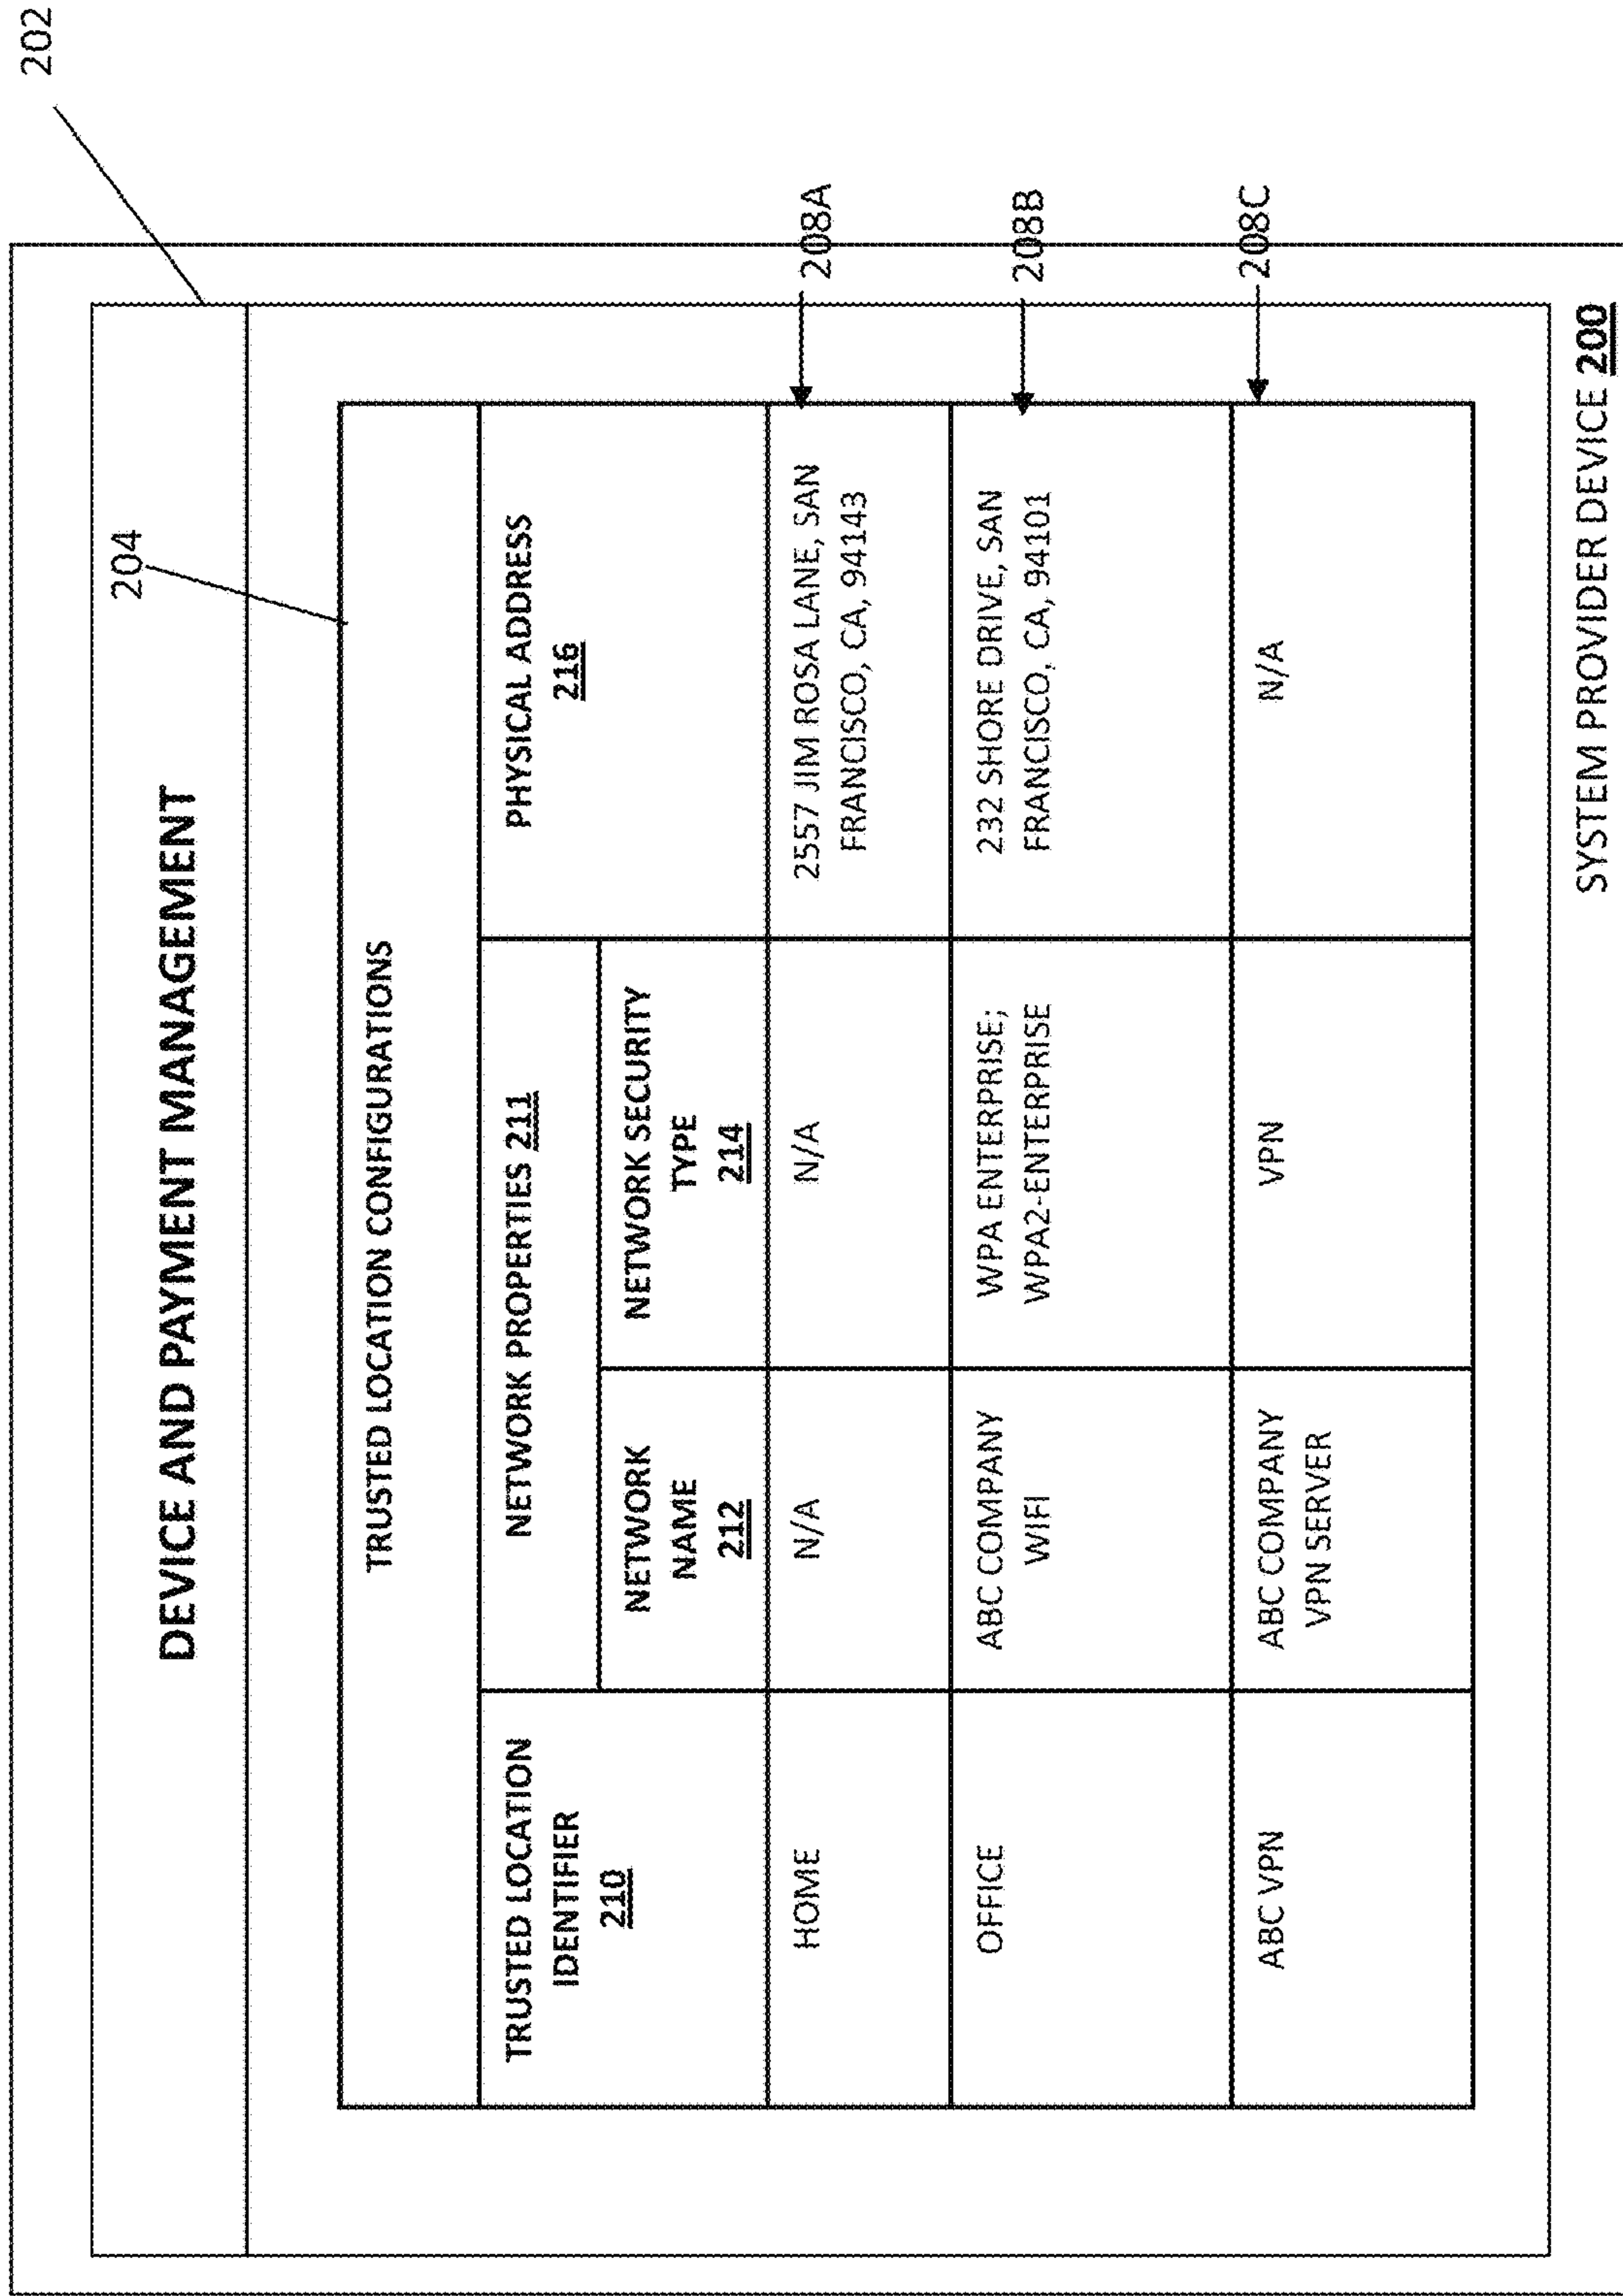 202
DEVICE AND PAYMENT MANAGEMENT
204
TRUSTED LOCATION CONFIGURATIONS
TRUSTED LOCATION
IDENTIFIER
210
NETWORK PROPERTIES 211
NETWORK
NAME
212
NETWORK SECURITY
TYPE
214
PHYSICAL ADDRESS
216
HOME
N/A
N/A
2557 JIM ROSA LANE, SAN
FRANCISCO, CA, 94143
208A
OFFICE
ABC COMPANY
WIFI
WPA ENTERPRISE;
WPA2-ENTERPRISE
232 SHORE DRIVE, SAN
FRANCISCO, CA, 94101
208B
ABC VPN
ABC COMPANY
VPN SERVER
VPN
N/A
208C
SYSTEM PROVIDER DEVICE 200